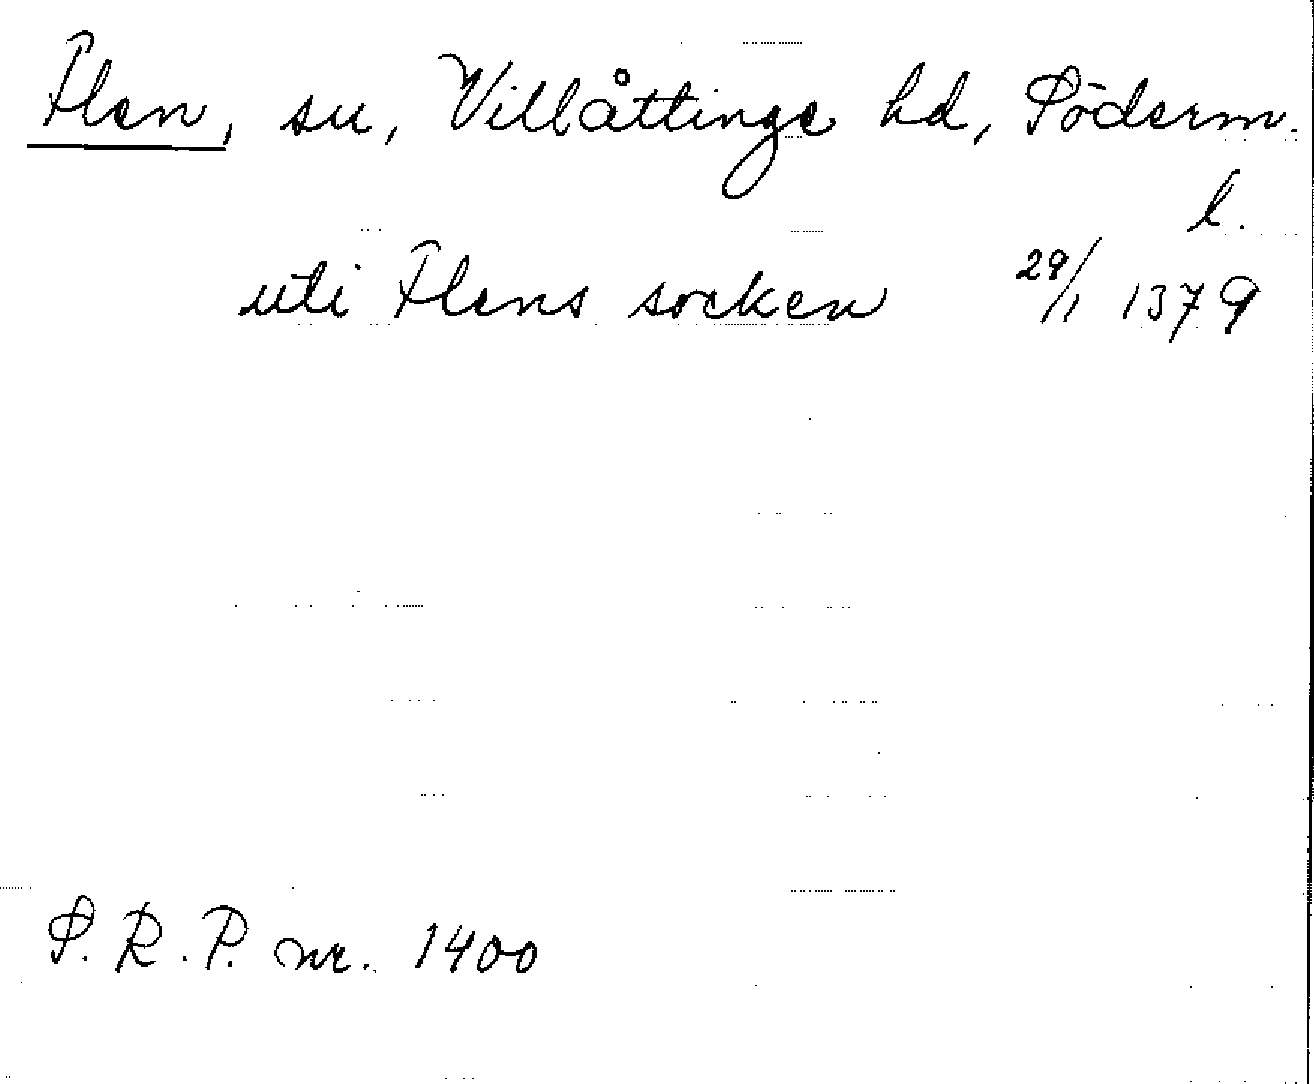 Flen, sn, Villåttinge hd, Söderm.
l.
uti Flens socken 29/1 1379
S.R.P. nr. 1400